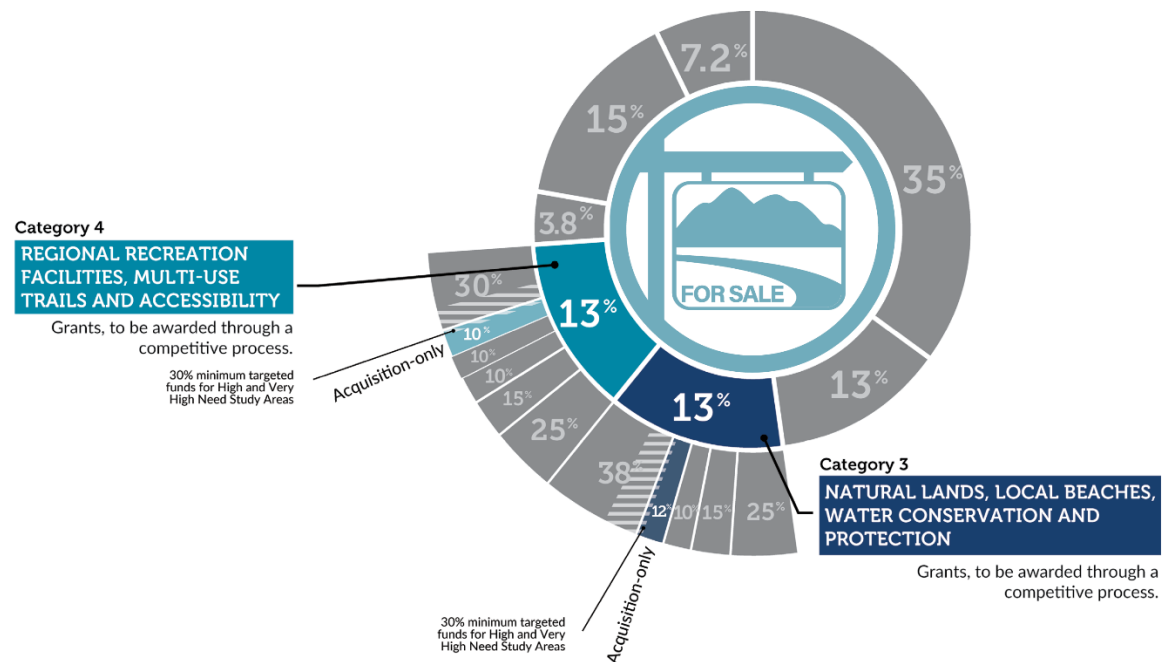 7.2%
15%
35%
3.8%
Category 4
REGIONAL RECREATION
FACILITIES, MULTI-USE
TRAILS AND ACCESSIBILITY
Grants, to be awarded through a
competitive process.
30% minimum targeted
funds for High and Very
High Need Study Areas
Acquisition-only
FOR SALE
13%
30%
10%
10%
10%
15%
25%
13%
13%
38%
12%
10%
15%
25%
Category 3
NATURAL LANDS, LOCAL BEACHES,
WATER CONSERVATION AND
PROTECTION
Grants, to be awarded through a
competitive process.
Acquisition-only
30% minimum targeted
funds for High and Very
High Need Study Areas